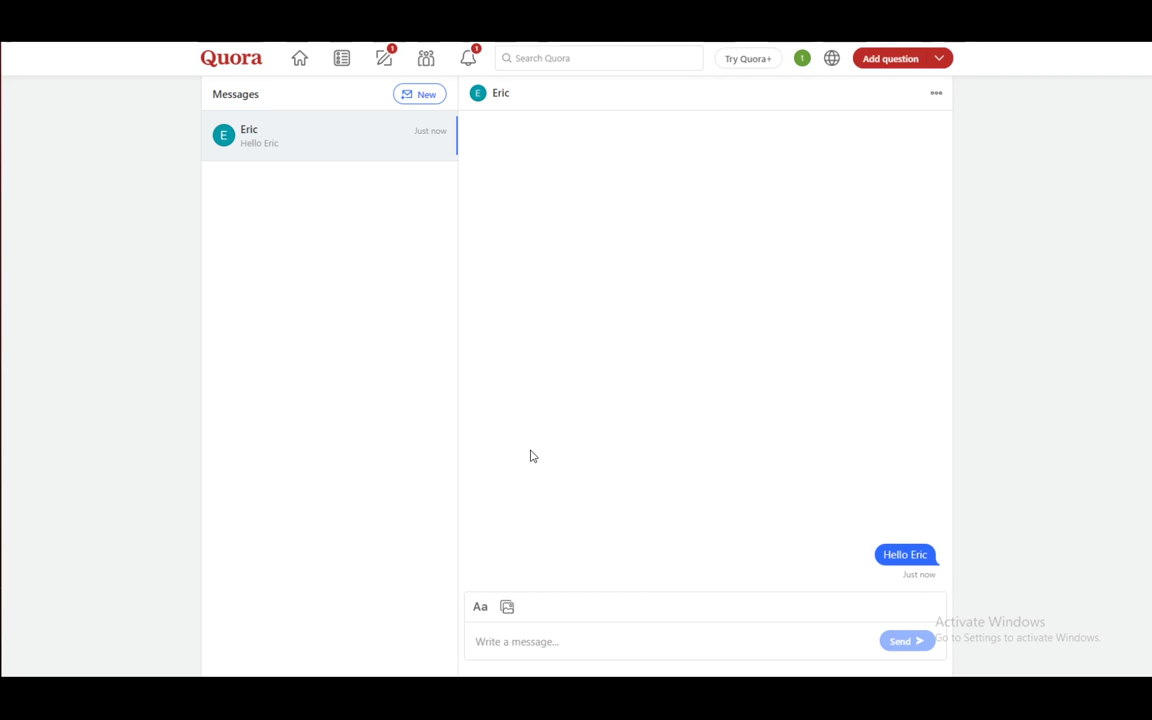 Quora
1
1
Search Quora
Try Quora+
1
Add question
Messages
New
E
Eric
E
Eric
Just now
Hello Eric
Hello Eric
Just now
Aa
Write a message...
Send
Activate Windows
Go to Settings to activate Windows.